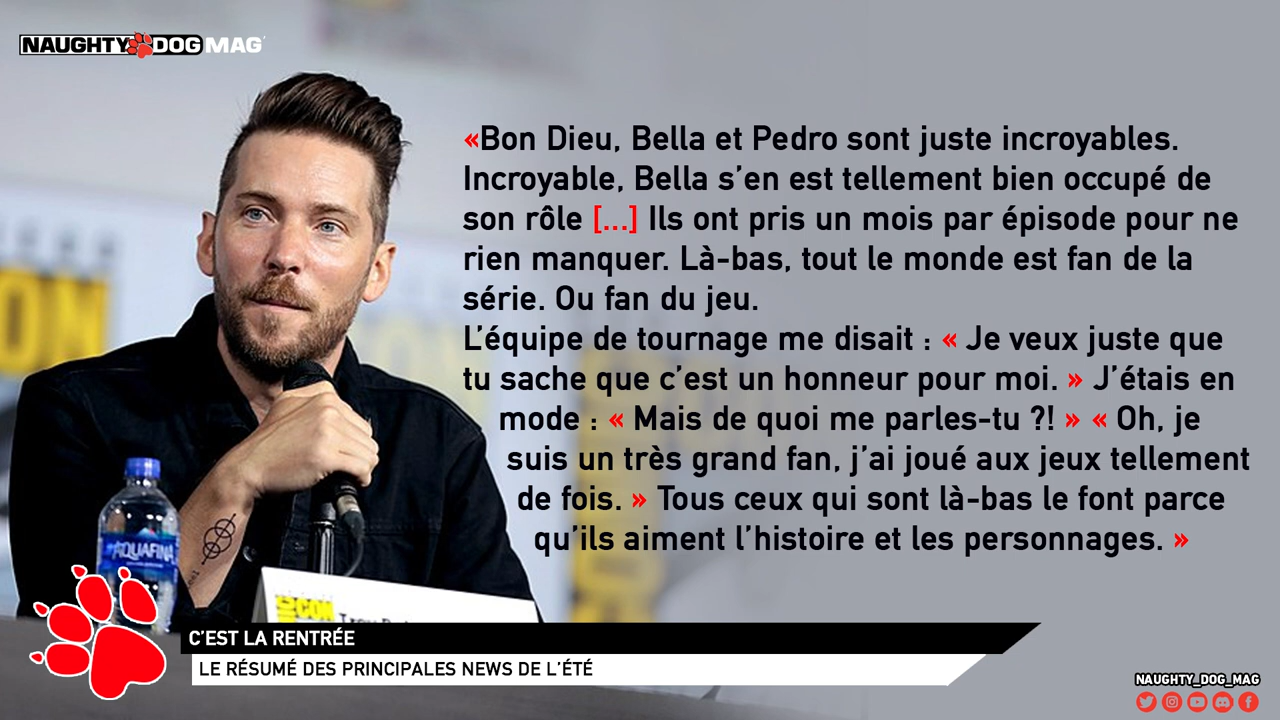 NAUGHTY DOG MAG
«Bon Dieu, Bella et Pedro sont juste incroyables.
Incroyable, Bella s’en est tellement bien occupé de
son rôle [...] Ils ont pris un mois par épisode pour ne
rien manquer. Là-bas, tout le monde est fan de la
série. Ou fan du jeu.
L’équipe de tournage me disait : « Je veux juste que
tu sache que c’est un honneur pour moi. » J’étais en
mode : « Mais de quoi me parles-tu ?! » « Oh, je
suis un très grand fan, j’ai joué aux jeux tellement
de fois. » Tous ceux qui sont là-bas le font parce
qu’ils aiment l’histoire et les personnages. »
AQUAFINA
CON
C’EST LA RENTRÉE
LE RÉSUMÉ DES PRINCIPALES NEWS DE L’ÉTÉ
NAUGHTY_DOG_MAG